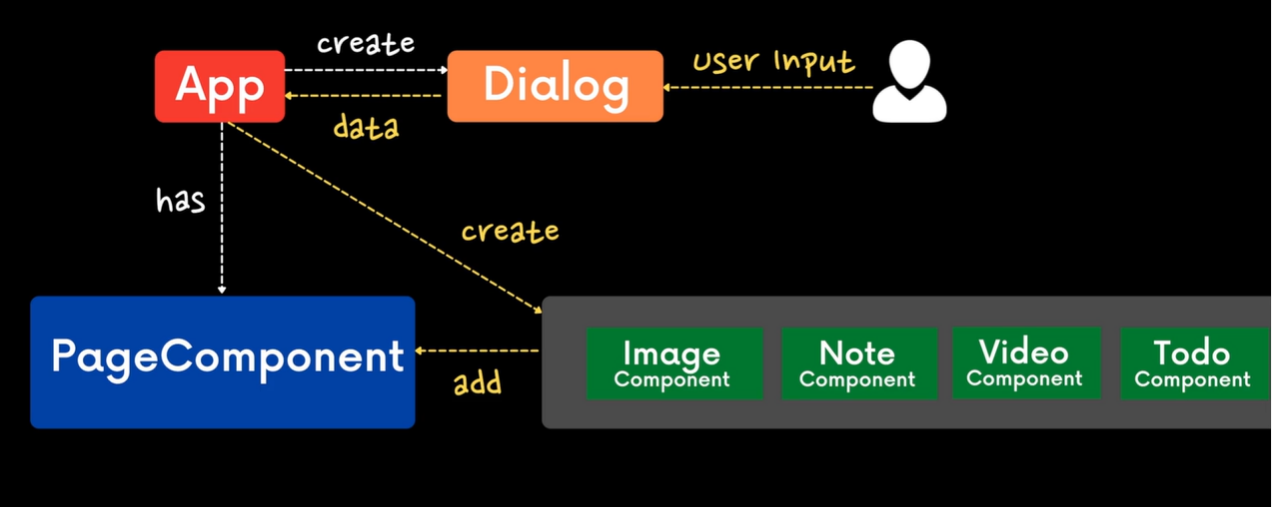 create
App
Dialog
user Input
data
has
create
PageComponent
add
Image
Component
Note
Component
Video
Component
Todo
Component